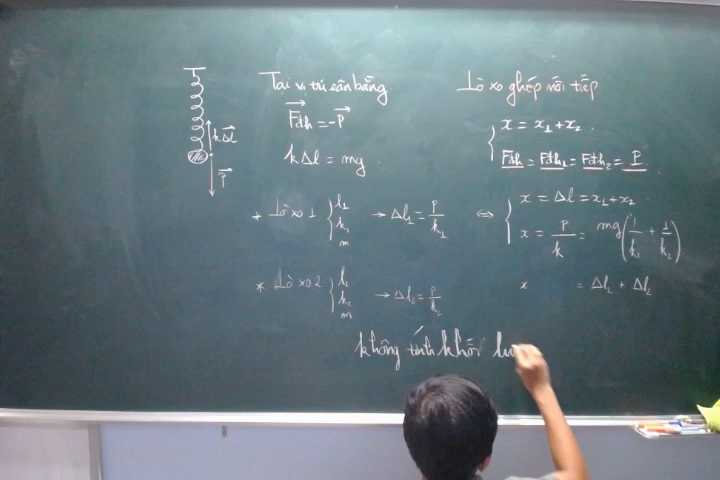 Tại vị trí cân bằng
Fđh = -P
kΔl = mg.
kΔl
P
Lò xo ghép nối tiếp
x = x1 + x2.
Fđh = Fđh1 = Fđh2 = P
* Lò xo 1 { l1
k1
m
→ Δl1 = P/k1
⇔ { x = Δl = x1 + x2
x = P/k = mg(1/k1 + 1/k2)
* Lò xo 2
k2
m
→ Δl2 = P/k2
x = Δl1 + Δl2
không tính khối lư